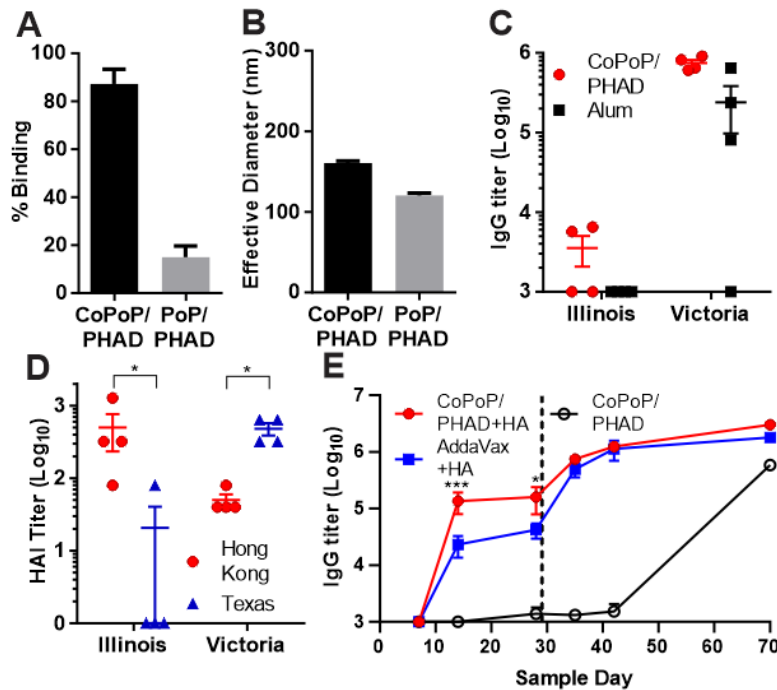 A
% Binding
100
80
60
40
20
0
CoPoP/
PHAD
PoP/
PHAD
B
Effective Diameter (nm)
300
200
100
0
CoPoP/
PHAD
PoP/
PHAD
C
IgG titer (Log10)
6
5
4
3
CoPoP/
PHAD
Alum
Illinois
Victoria
D
HAI Titer (Log10)
3
2
1
0
*
*
Hong
Kong
Texas
Illinois
Victoria
E
IgG titer (Log10)
7
6
5
4
3
CoPoP/
PHAD+HA
AddaVax
+HA
CoPoP/
PHAD
***
*
0 10 20 30 40 50 60 70
Sample Day